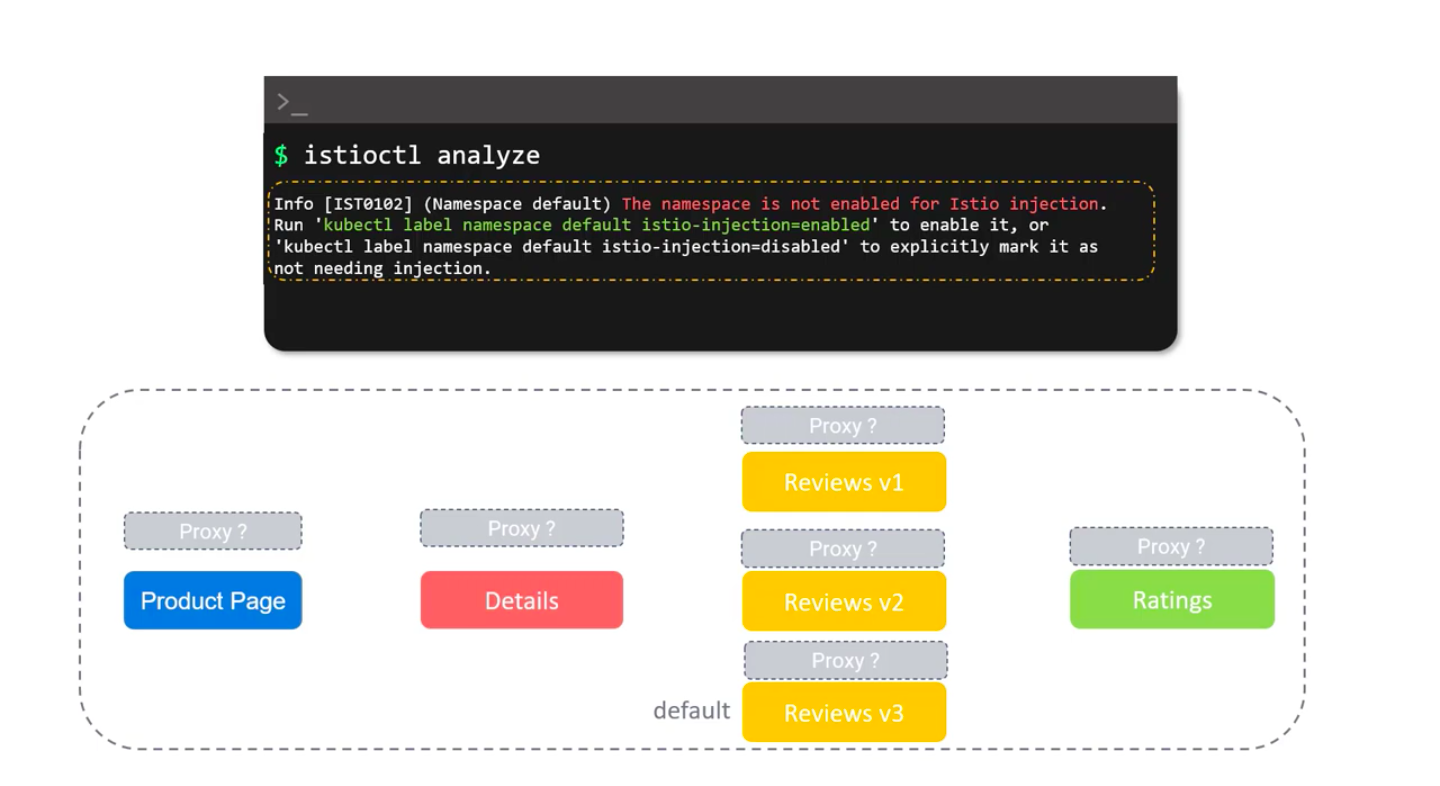 >_
$ istioctl analyze
Info [IST0102] (Namespace default) The namespace is not enabled for Istio injection.
Run 'kubectl label namespace default istio-injection=enabled' to enable it, or
'kubectl label namespace default istio-injection=disabled' to explicitly mark it as
not needing injection.
Proxy ?
Product Page
Proxy ?
Details
Proxy ?
Reviews v1
Proxy ?
Reviews v2
Proxy ?
Reviews v3
Proxy ?
Ratings
default